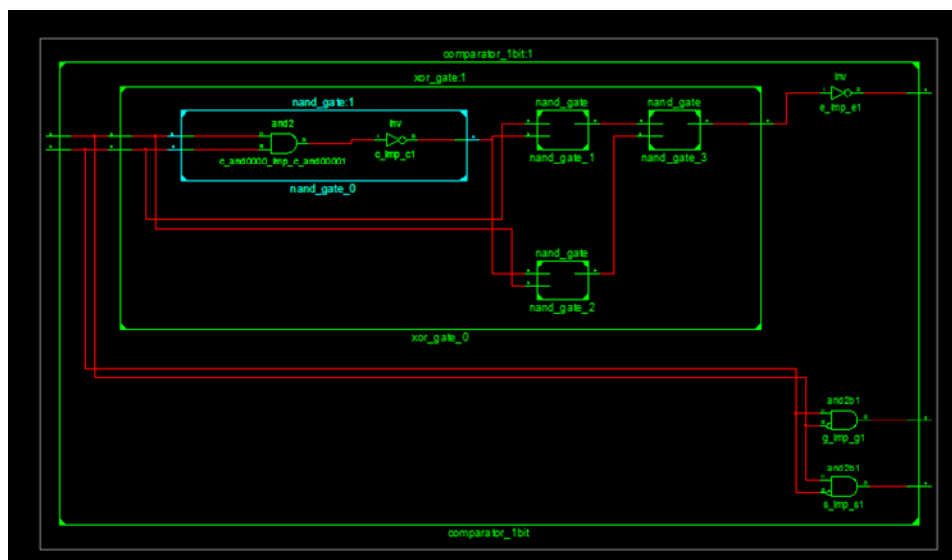 comparator_1bit:1
xor_gate:1
inv
e_imp_e1
nand_gate:1
and2
inv
c_and0000_imp_c_and00001
c_imp_c1
nand_gate_0
nand_gate
nand_gate_1
nand_gate
nand_gate_3
nand_gate
nand_gate_2
xor_gate_0
and2b1
g_imp_g1
and2b1
s_imp_s1
comparator_1bit